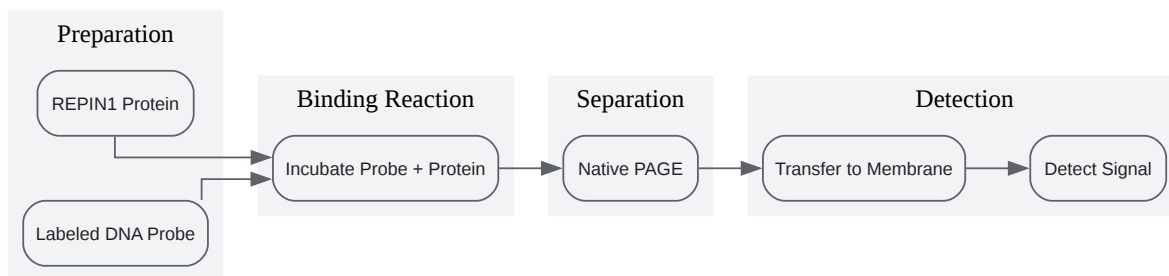 Preparation
REPIN1 Protein
Labeled DNA Probe
Binding Reaction
Incubate Probe + Protein
Separation
Native PAGE
Detection
Transfer to Membrane
Detect Signal